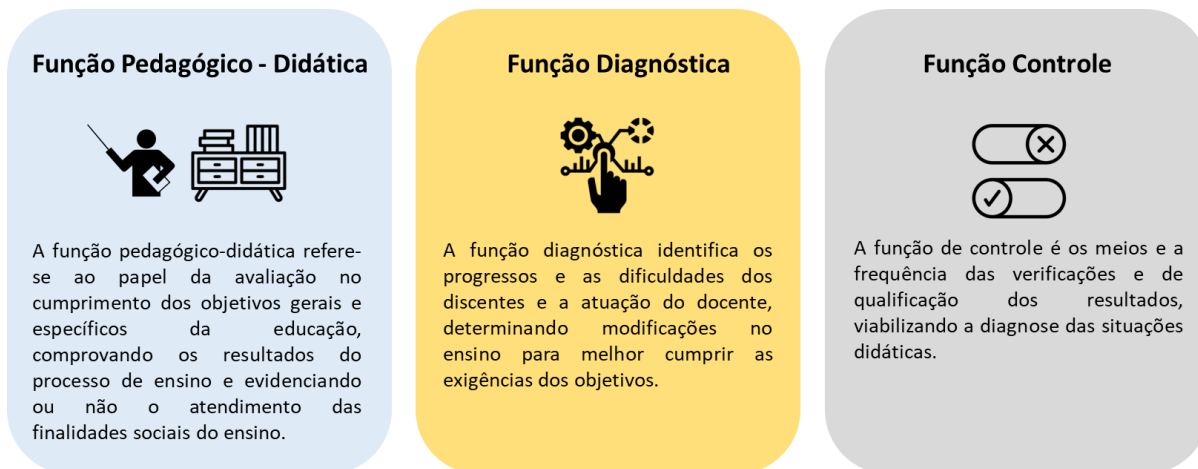 Função Pedagógico - Didática
A função pedagógico-didática refere-
se ao papel da avaliação no
cumprimento dos objetivos gerais e
específicos da educação,
comprovando os resultados do
processo de ensino e evidenciando
ou não o atendimento das
finalidades sociais do ensino.
Função Diagnóstica
A função diagnóstica identifica os
progressos e as dificuldades dos
discentes e a atuação do docente,
determinando modificações no
ensino para melhor cumprir as
exigências dos objetivos.
Função Controle
A função de controle é os meios e a
frequência das verificações e de
qualificação dos resultados,
viabilizando a diagnose das situações
didáticas.